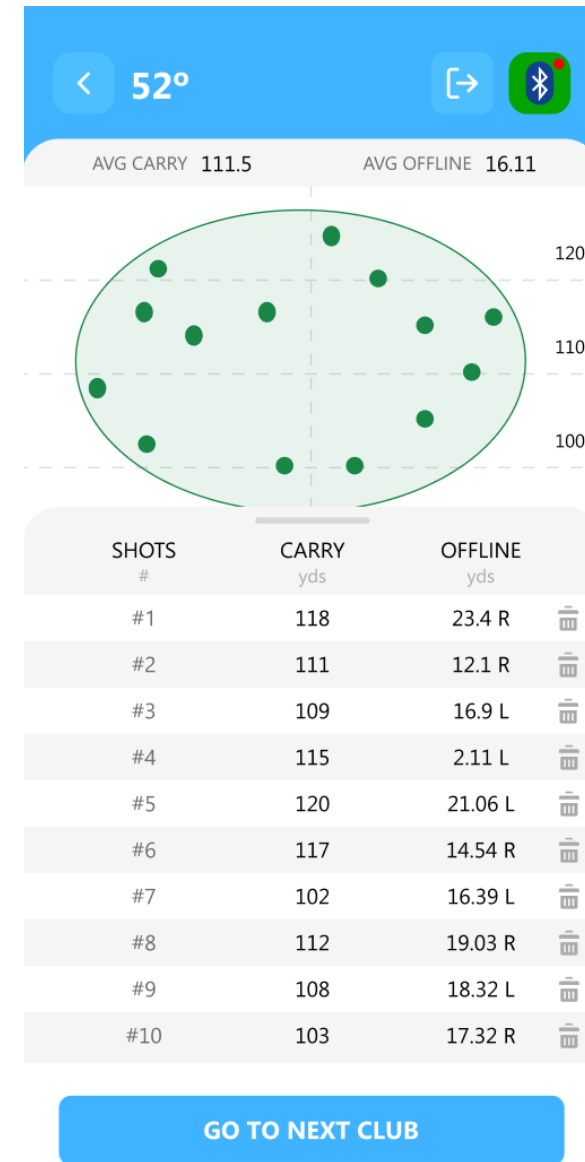 52º
AVG CARRY 111.5 AVG OFFLINE 16.11
120
110
100
SHOTS CARRY OFFLINE
# yds yds
#1 118 23.4 R
#2 111 12.1 R
#3 109 16.9 L
#4 115 2.11 L
#5 120 21.06 L
#6 117 14.54 R
#7 102 16.39 L
#8 112 19.03 R
#9 108 18.32 L
#10 103 17.32 R
GO TO NEXT CLUB